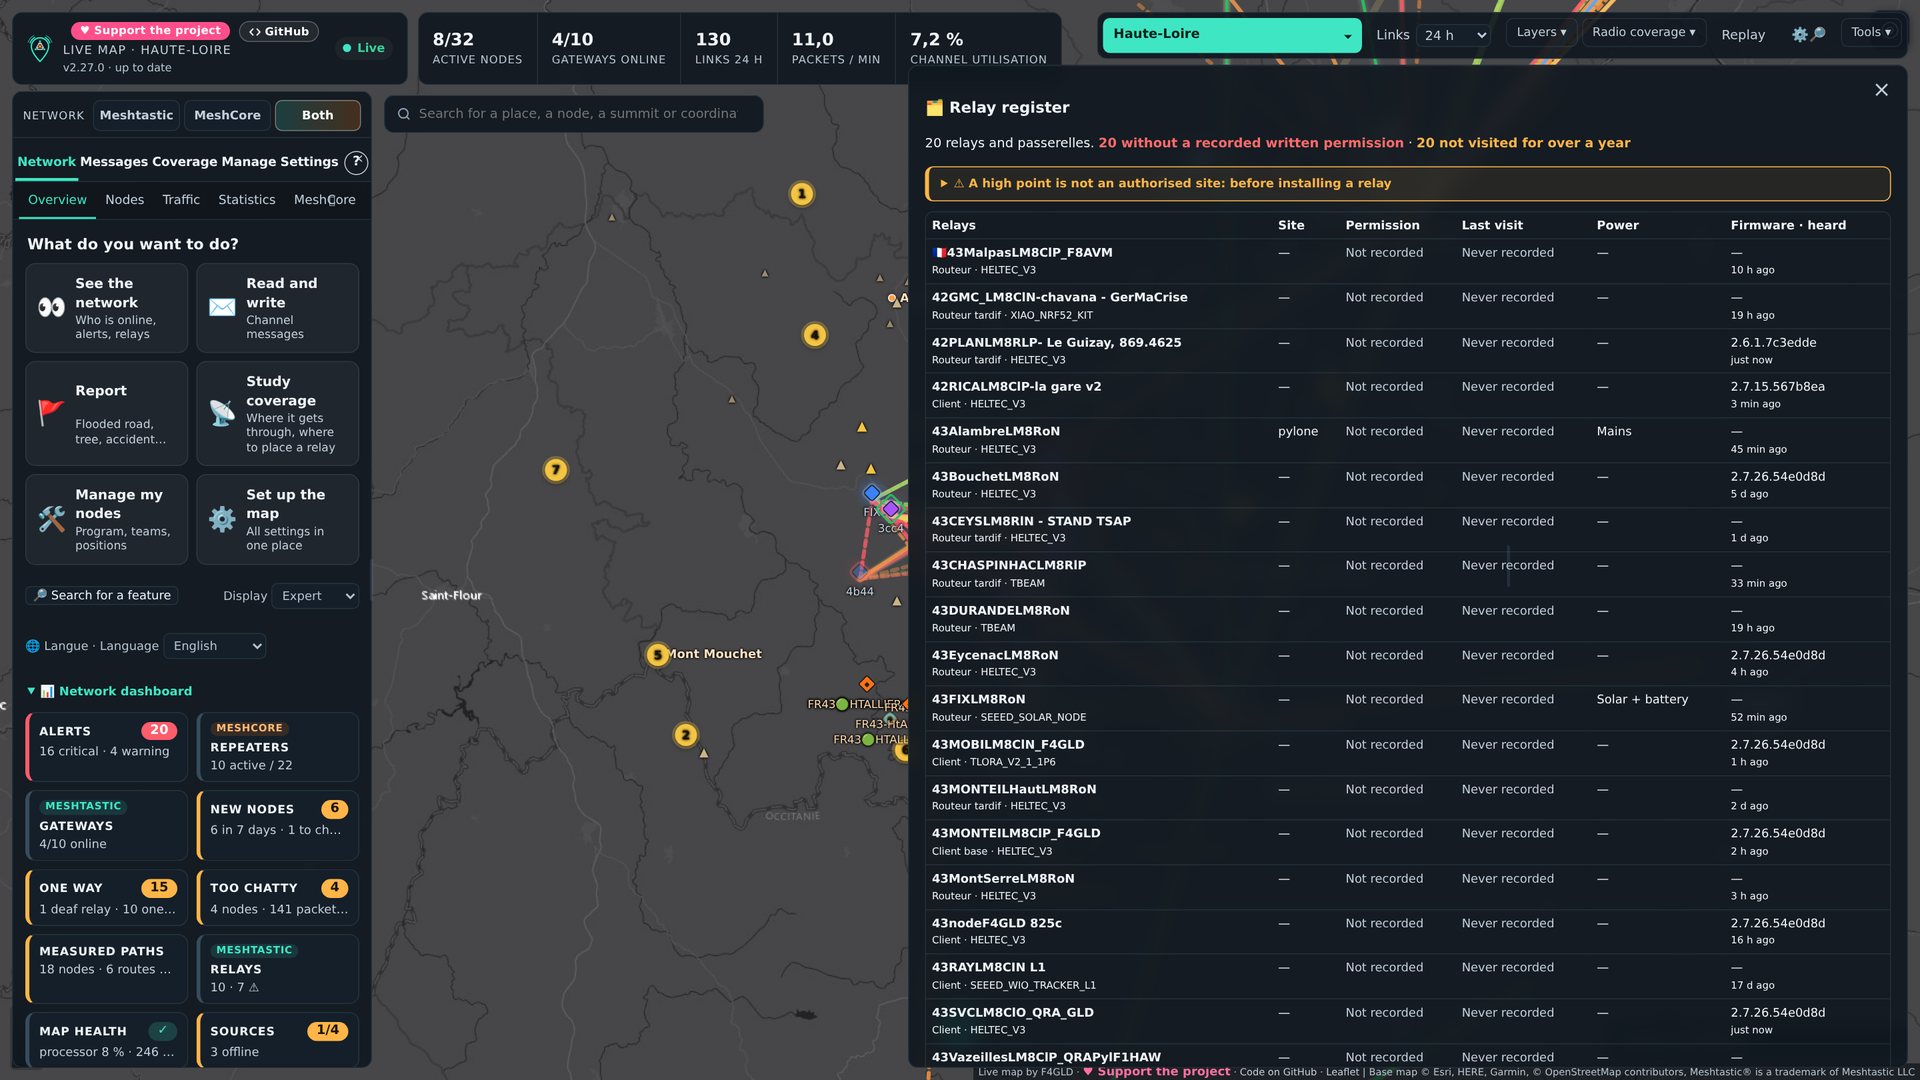 ♥ Support the project
GitHub
LIVE MAP · HAUTE-LOIRE
v2.27.0 · up to date
Live
8/32
ACTIVE NODES
4/10
GATEWAYS ONLINE
130
LINKS 24 H
11,0
PACKETS / MIN
7,2 %
CHANNEL UTILISATION
Haute-Loire
Links 24 h
Layers ▾
Radio coverage ▾
Replay
Tools ▾
NETWORK Meshtastic MeshCore Both
Network Messages Coverage Manage Settings ?
Overview Nodes Traffic Statistics MeshCore
What do you want to do?
See the network
Who is online, alerts, relays
Read and write
Channel messages
Report
Flooded road, tree, accident...
Study coverage
Where it gets through, where to place a relay
Manage my nodes
Program, teams, positions
Set up the map
All settings in one place
Search for a feature
Display Expert
Langue · Language English
▼ Network dashboard
ALERTS 20
16 critical · 4 warning
MESHCORE
REPEATERS
10 active / 22
MESHTASTIC
GATEWAYS
4/10 online
NEW NODES 6
6 in 7 days · 1 to ch...
ONE WAY 15
1 deaf relay · 10 one...
TOO CHATTY 4
4 nodes · 141 packet...
MEASURED PATHS
18 nodes · 6 routes ...
MESHTASTIC
RELAYS
10 · 7 ⚠
MAP HEALTH ✓
processor 8 % · 246 ...
SOURCES 1/4
3 offline
Search for a place, a node, a summit or coordina
1
4
7
FIX
3cc4
4b44
Saint-Flour
5 Mont Mouchet
2
OCCITANIE
Relay register
20 relays and passerelles. 20 without a recorded written permission · 20 not visited for over a year
▶ ⚠ A high point is not an authorised site: before installing a relay
Relays Site Permission Last visit Power Firmware · heard
43MalpasLM8ClP_F8AVM — Not recorded Never recorded — —
Routeur · HELTEC_V3 10 h ago
42GMC_LM8ClN-chavana - GerMaCrise — Not recorded Never recorded — —
Routeur tardif · XIAO_NRF52_KIT 19 h ago
42PLANLM8RLP- Le Guizay, 869.4625 — Not recorded Never recorded — 2.6.1.7c3edde
Routeur tardif · HELTEC_V3 just now
42RICALM8ClP-la gare v2 — Not recorded Never recorded — 2.7.15.567b8ea
Client · HELTEC_V3 3 min ago
43AlambreLM8RoN pylone Not recorded Never recorded Mains —
Routeur · HELTEC_V3 45 min ago
43BouchetLM8RoN — Not recorded Never recorded — 2.7.26.54e0d8d
Routeur · HELTEC_V3 5 d ago
43CEYSLM8RlN - STAND TSAP — Not recorded Never recorded — —
Routeur tardif · HELTEC_V3 1 d ago
43CHASPINHACLM8RlP — Not recorded Never recorded — —
Routeur tardif · TBEAM 33 min ago
43DURANDELM8RoN — Not recorded Never recorded — —
Routeur · TBEAM 19 h ago
43EycenacLM8RoN — Not recorded Never recorded — 2.7.26.54e0d8d
Routeur · HELTEC_V3 4 h ago
43FIXLM8RoN — Not recorded Never recorded Solar + battery —
Routeur · SEEED_SOLAR_NODE 52 min ago
43MOBILM8ClN_F4GLD — Not recorded Never recorded — 2.7.26.54e0d8d
Client · TLORA_V2_1_1P6 1 h ago
43MONTEILHautLM8RoN — Not recorded Never recorded — —
Routeur tardif · HELTEC_V3 2 d ago
43MONTEILM8ClP_F4GLD — Not recorded Never recorded — 2.7.26.54e0d8d
Client base · HELTEC_V3 2 h ago
43MontSerreLM8RoN — Not recorded Never recorded — —
Routeur · HELTEC_V3 3 h ago
43nodeF4GLD 825c — Not recorded Never recorded — 2.7.26.54e0d8d
Client · HELTEC_V3 16 h ago
43RAYLM8ClN L1 — Not recorded Never recorded — —
Client · SEEED_WIO_TRACKER_L1 17 d ago
43SVCLM8ClO_QRA_GLD — Not recorded Never recorded — 2.7.26.54e0d8d
Client · HELTEC_V3 just now
43VazeillesLM8ClP_QRAPylF1HAW — Not recorded Never recorded — —
Live map by F4GLD · ♥ Support the project · Code on GitHub · Leaflet | Base map © Esri, HERE, Garmin, © OpenStreetMap contributors, Meshtastic® is a trademark of Meshtastic LLC